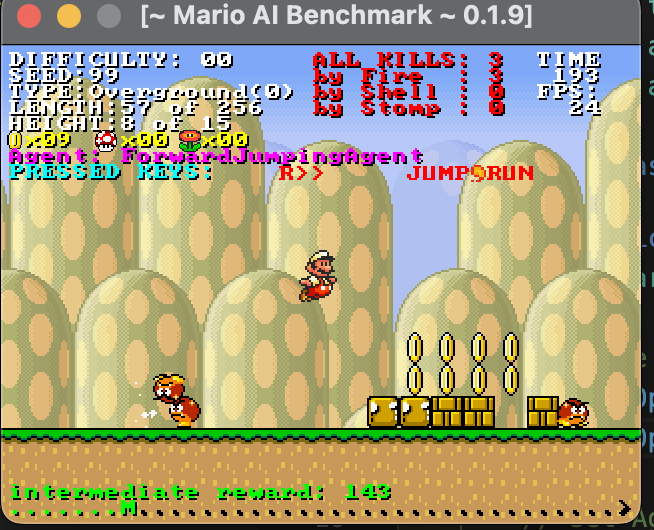 [~ Mario AI Benchmark ~ 0.1.9]
DIFFICULTY: 00 ALL KILLS: 3 TIME
SEED:99 by Fire : 3 193
TYPE:Overground(0) by Shell : 0 FPS:
LENGTH:57 of 256 by Stomp : 0 24
HEIGHT:8 of 15
x09 x00 x00
Agent: ForwardJumpingAgent
PRESSED KEYS: R>> JUMPSRUN
intermediate reward: 143
.......M..............................>